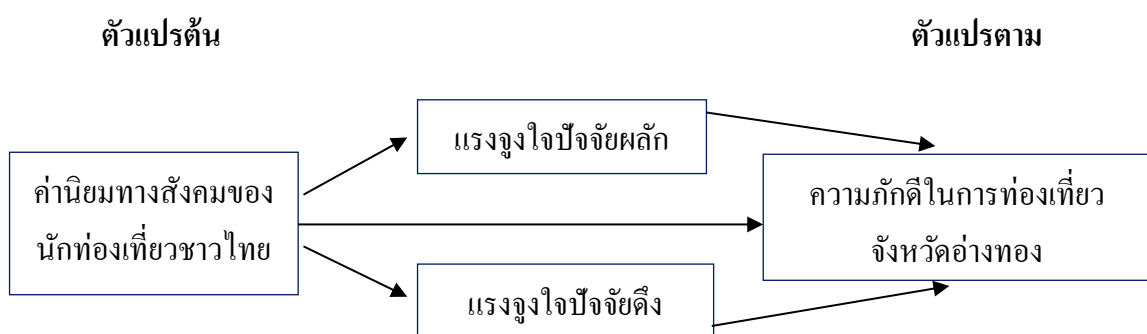 ตัวแปรต้น
ตัวแปรตาม
แรงจูงใจปัจจัยผลัก
ค่านิยมทางสังคมของ
นักท่องเที่ยวชาวไทย
ความภักดีในการท่องเที่ยว
จังหวัดอ่างทอง
แรงจูงใจปัจจัยดึง